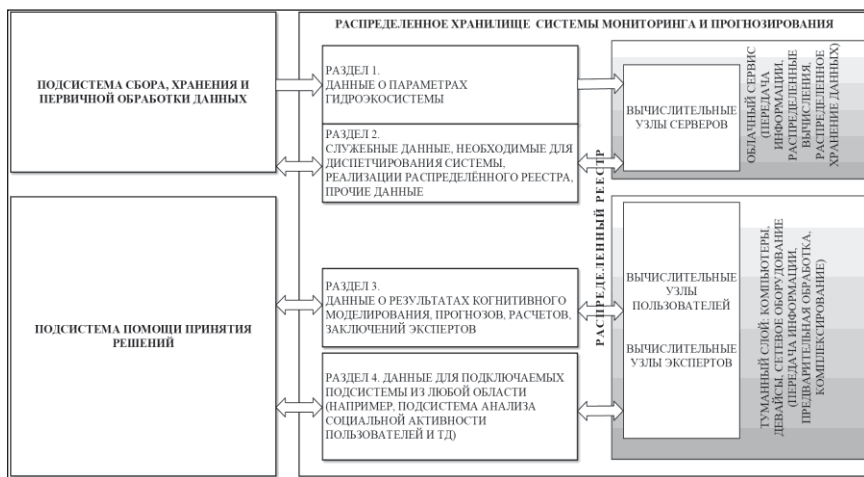 РАСПРЕДЕЛЕННОЕ ХРАНИЛИЩЕ СИСТЕМЫ МОНИТОРИНГА И ПРОГНОЗИРОВАНИЯ
ПОДСИСТЕМА СБОРА, ХРАНЕНИЯ И
ПЕРВИЧНОЙ ОБРАБОТКИ ДАННЫХ
РАЗДЕЛ 1.
ДАННЫЕ О ПАРАМЕТРАХ
ГИДРОЭКОСИСТЕМЫ
РАЗДЕЛ 2.
СЛУЖЕБНЫЕ ДАННЫЕ, НЕОБХОДИМЫЕ ДЛЯ
ДИСПЕТЧИРОВАНИЯ СИСТЕМЫ,
РЕАЛИЗАЦИИ РАСПРЕДЕЛЁННОГО РЕЕСТРА,
ПРОЧИЕ ДАННЫЕ
ВЫЧИСЛИТЕЛЬНЫЕ
УЗЛЫ СЕРВЕРОВ
ОБЛАЧНЫЙ СЕРВИС
(ПЕРЕДАЧА
ИНФОРМАЦИИ,
РАСПРЕДЕЛЕННЫЕ
ВЫЧИСЛЕНИЯ,
РАСПРЕДЕЛЕННОЕ
ХРАНЕНИЕ ДАННЫХ)
РАСПРЕДЕЛЕННЫЙ РЕЕСТР
ПОДСИСТЕМА ПОМОЩИ ПРИНЯТИЯ
РЕШЕНИЙ
РАЗДЕЛ 3.
ДАННЫЕ О РЕЗУЛЬТАТАХ КОГНИТИВНОГО
МОДЕЛИРОВАНИЯ, ПРОГНОЗОВ, РАСЧЕТОВ,
ЗАКЛЮЧЕНИЙ ЭКСПЕРТОВ
РАЗДЕЛ 4. ДАННЫЕ ДЛЯ ПОДКЛЮЧАЕМЫХ
ПОДСИСТЕМЫ ИЗ ЛЮБОЙ ОБЛАСТИ
(НАПРИМЕР, ПОДСИСТЕМА АНАЛИЗА
СОЦИАЛЬНОЙ АКТИВНОСТИ
ПОЛЬЗОВАТЕЛЕЙ И ТД)
ВЫЧИСЛИТЕЛЬНЫЕ
УЗЛЫ
ПОЛЬЗОВАТЕЛЕЙ
ВЫЧИСЛИТЕЛЬНЫЕ
УЗЛЫ ЭКСПЕРТОВ
ТУМАННЫЙ СЛОЙ: КОМПЬЮТЕРЫ,
ДЕВАЙСЫ, СЕТЕВОЕ ОБОРУДОВАНИЕ
(ПЕРЕДАЧА ИНФОРМАЦИИ,
ПРЕДВАРИТЕЛЬНАЯ ОБРАБОТКА,
КОМПЛЕКСИРОВАНИЕ)